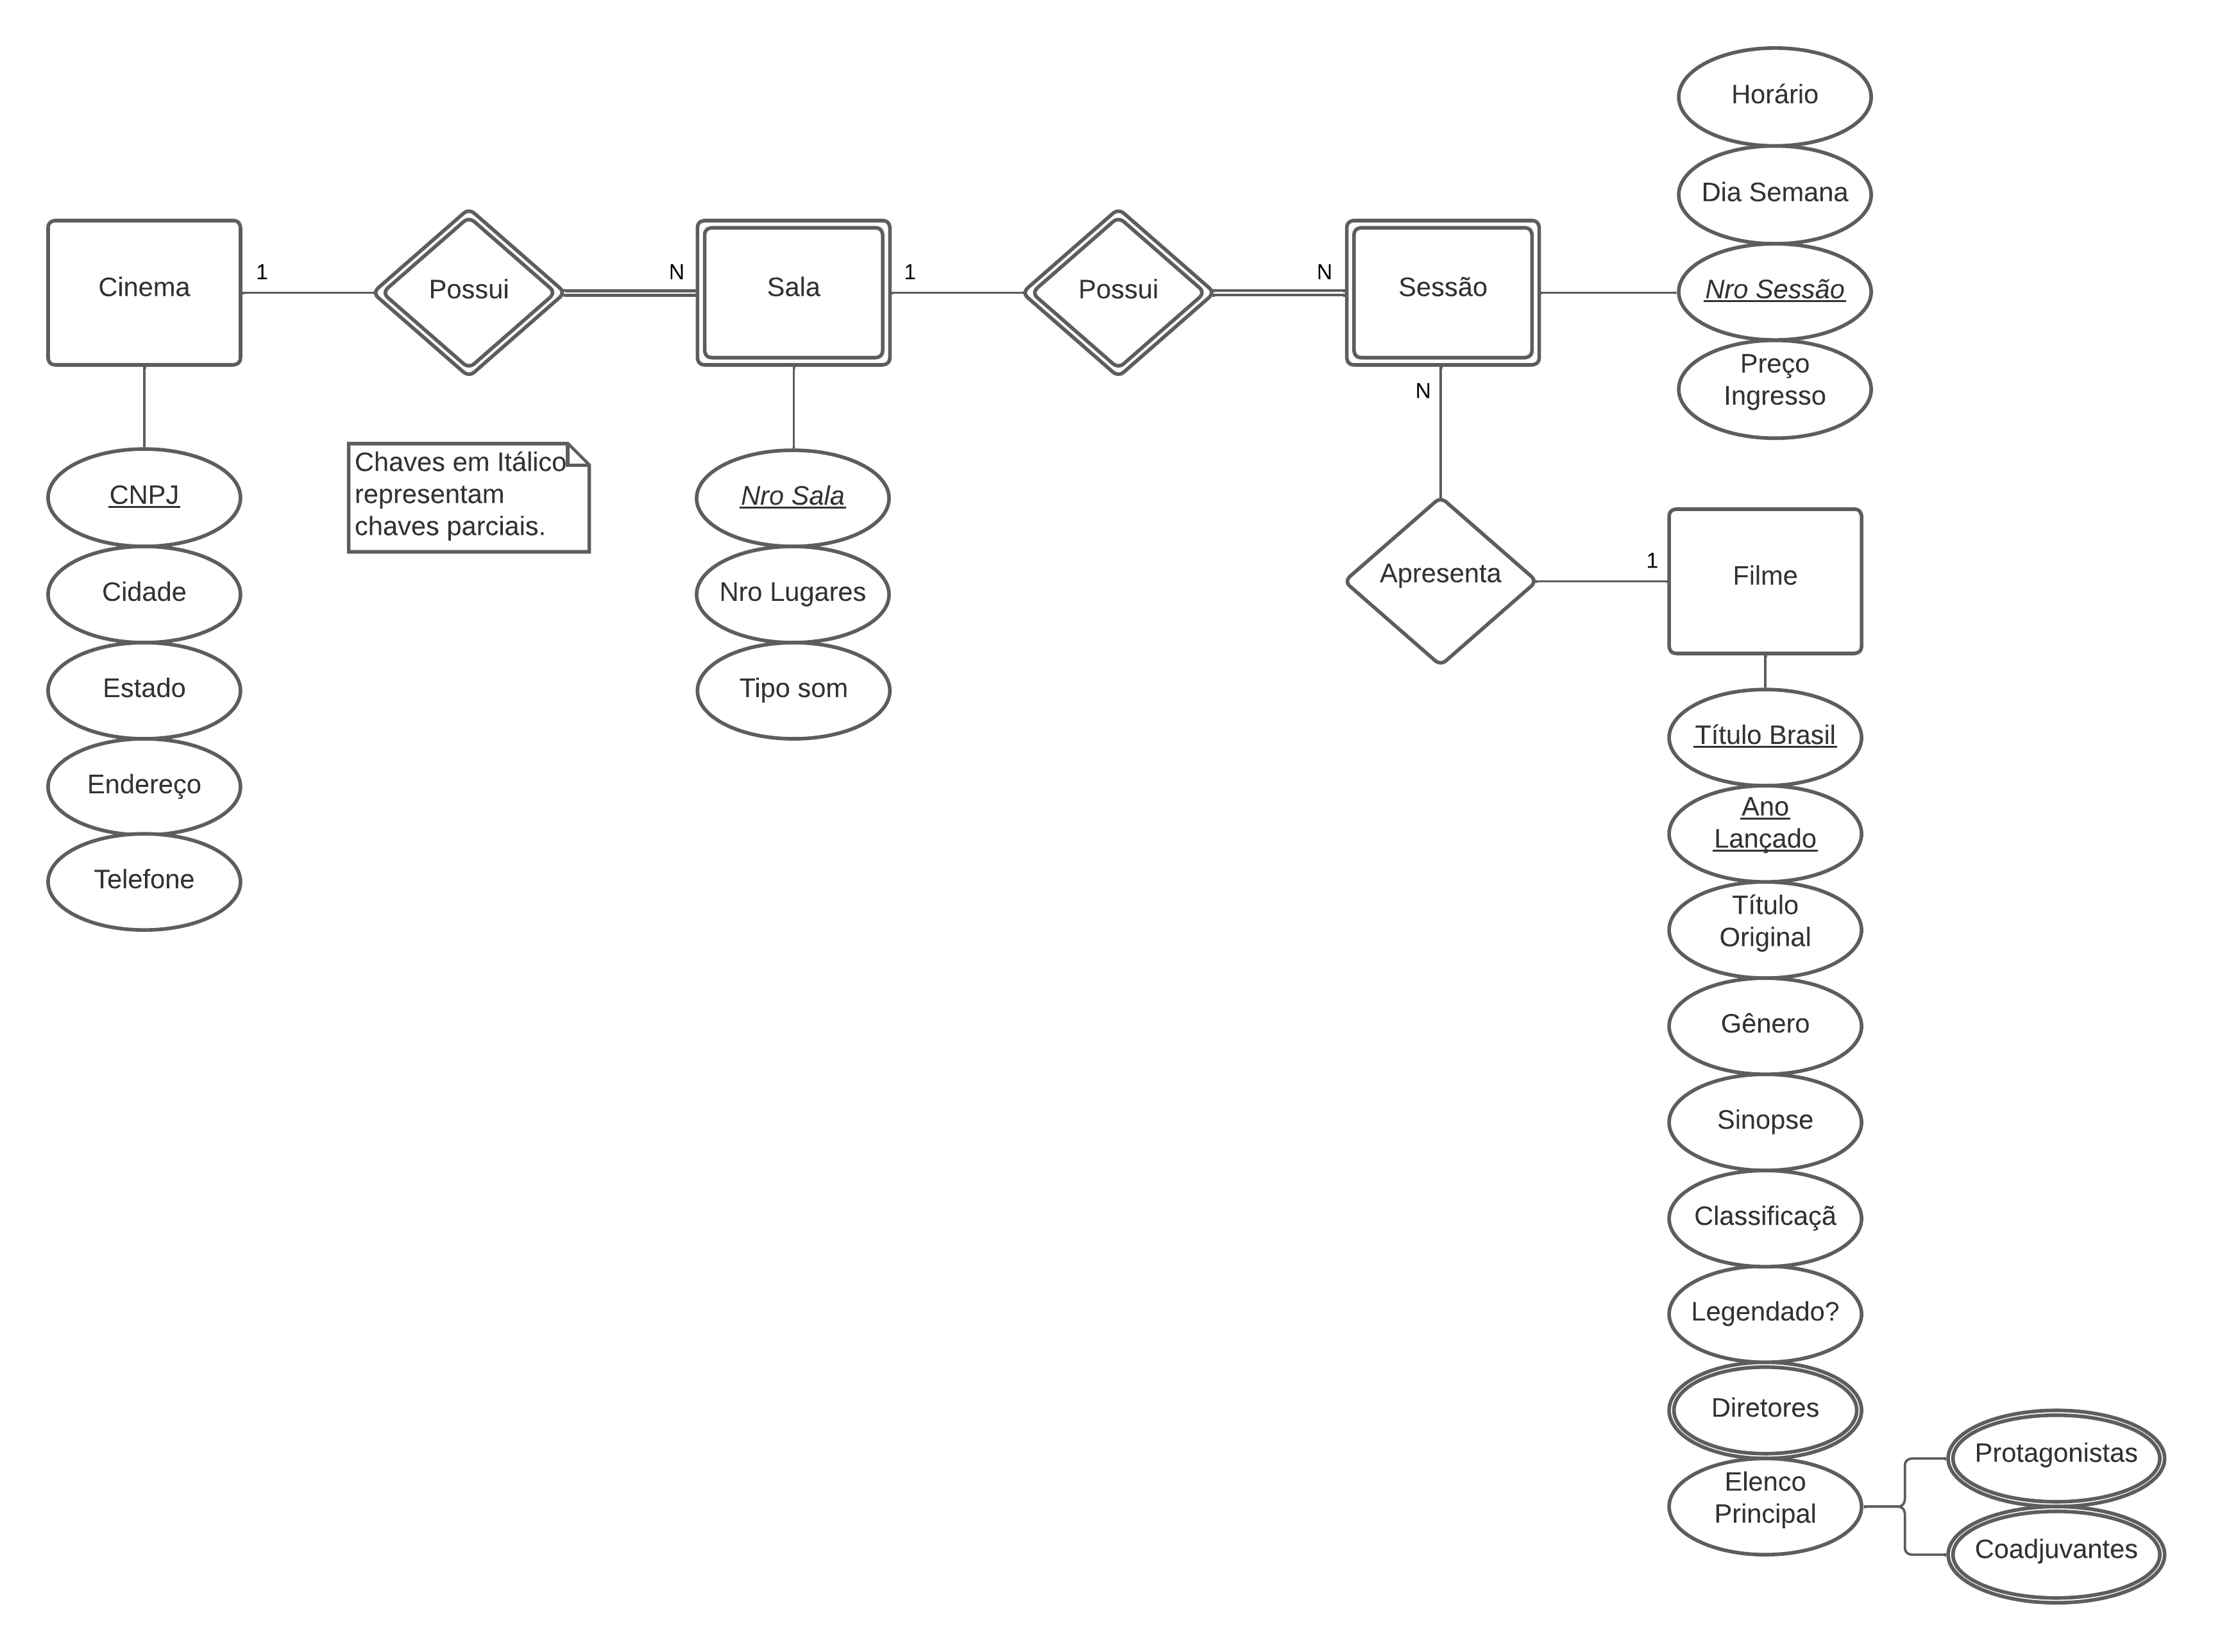 Horário
Dia Semana
Nro Sessão
Preço
Ingresso
Cinema
1
Possui
N
Sala
1
Possui
N
Sessão
N
Apresenta
1
Filme
CNPJ
Cidade
Estado
Endereço
Telefone
Chaves em Itálico
representam
chaves parciais.
Nro Sala
Nro Lugares
Tipo som
Título Brasil
Ano
Lançado
Título
Original
Gênero
Sinopse
Classificaçã
Legendado?
Diretores
Elenco
Principal
Protagonistas
Coadjuvantes